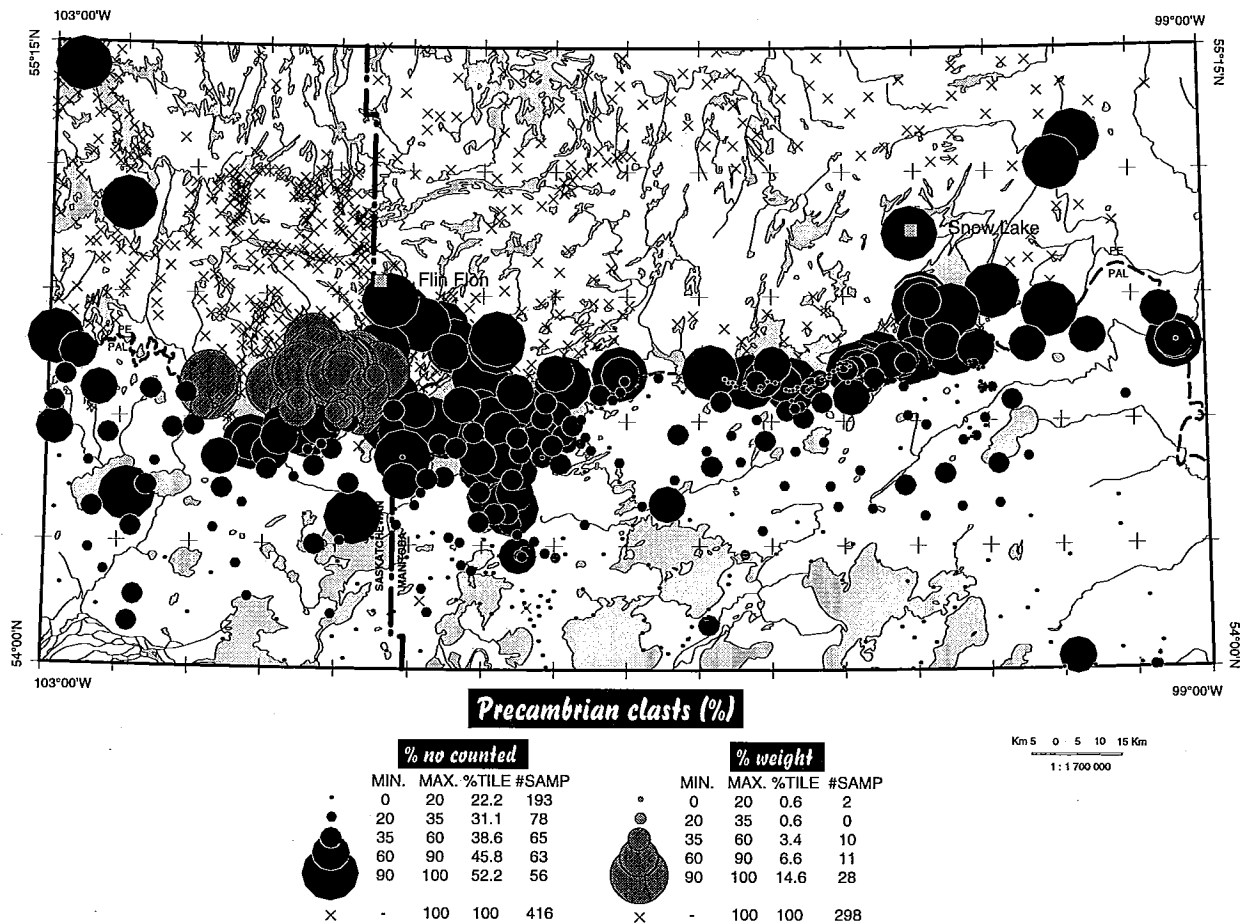 103°00'W
99°00'W
55°15'N
55°15'N
Snow Lake
Flin Flon
PE
PAL
PE
PAL
SASKATCHEWAN
MANITOBA
54°00'N
54°00'N
103°00'W
99°00'W
Precambrian clasts (%)
Km 5 0 5 10 15 Km
1 : 1 700 000
% no counted
MIN. MAX. %TILE #SAMP
0 20 22.2 193
20 35 31.1 78
35 60 38.6 65
60 90 45.8 63
90 100 52.2 56
- 100 100 416
% weight
MIN. MAX. %TILE #SAMP
0 20 0.6 2
20 35 0.6 0
35 60 3.4 10
60 90 6.6 11
90 100 14.6 28
- 100 100 298